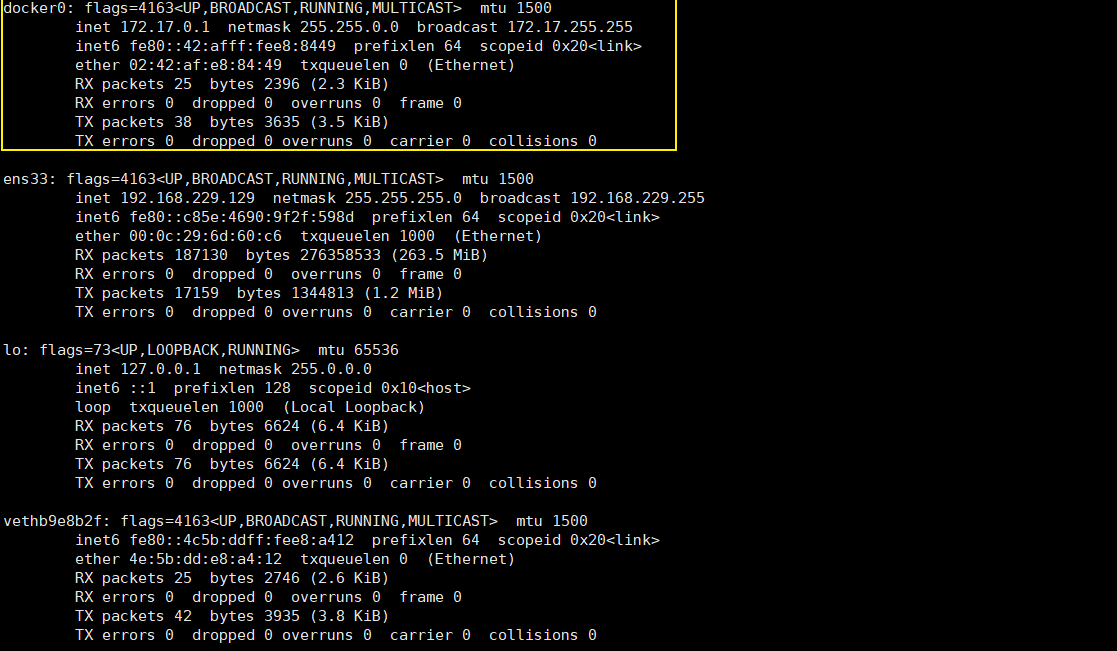 docker0: flags=4163<UP,BROADCAST,RUNNING,MULTICAST>  mtu 1500
        inet 172.17.0.1  netmask 255.255.0.0  broadcast 172.17.255.255
        inet6 fe80::42:afff:fee8:8449  prefixlen 64  scopeid 0x20<link>
        ether 02:42:af:e8:84:49  txqueuelen 0  (Ethernet)
        RX packets 25  bytes 2396 (2.3 KiB)
        RX errors 0  dropped 0  overruns 0  frame 0
        TX packets 38  bytes 3635 (3.5 KiB)
        TX errors 0  dropped 0 overruns 0  carrier 0  collisions 0

ens33: flags=4163<UP,BROADCAST,RUNNING,MULTICAST>  mtu 1500
        inet 192.168.229.129  netmask 255.255.255.0  broadcast 192.168.229.255
        inet6 fe80::c85e:4690:9f2f:598d  prefixlen 64  scopeid 0x20<link>
        ether 00:0c:29:6d:60:c6  txqueuelen 1000  (Ethernet)
        RX packets 187130  bytes 276358533 (263.5 MiB)
        RX errors 0  dropped 0  overruns 0  frame 0
        TX packets 17159  bytes 1344813 (1.2 MiB)
        TX errors 0  dropped 0 overruns 0  carrier 0  collisions 0

lo: flags=73<UP,LOOPBACK,RUNNING>  mtu 65536
        inet 127.0.0.1  netmask 255.0.0.0
        inet6 ::1  prefixlen 128  scopeid 0x10<host>
        loop  txqueuelen 1000  (Local Loopback)
        RX packets 76  bytes 6624 (6.4 KiB)
        RX errors 0  dropped 0  overruns 0  frame 0
        TX packets 76  bytes 6624 (6.4 KiB)
        TX errors 0  dropped 0 overruns 0  carrier 0  collisions 0

vethb9e8b2f: flags=4163<UP,BROADCAST,RUNNING,MULTICAST>  mtu 1500
        inet6 fe80::4c5b:ddff:fee8:a412  prefixlen 64  scopeid 0x20<link>
        ether 4e:5b:dd:e8:a4:12  txqueuelen 0  (Ethernet)
        RX packets 25  bytes 2746 (2.6 KiB)
        RX errors 0  dropped 0  overruns 0  frame 0
        TX packets 42  bytes 3935 (3.8 KiB)
        TX errors 0  dropped 0 overruns 0  carrier 0  collisions 0